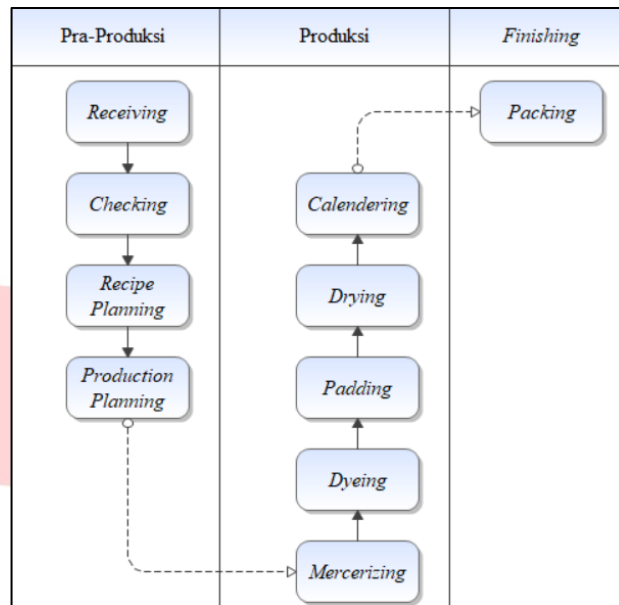 Pra-Produksi
Produksi
Finishing
Receiving
Checking
Recipe
Planning
Production
Planning
Mercerizing
Dyeing
Padding
Drying
Calendering
Packing